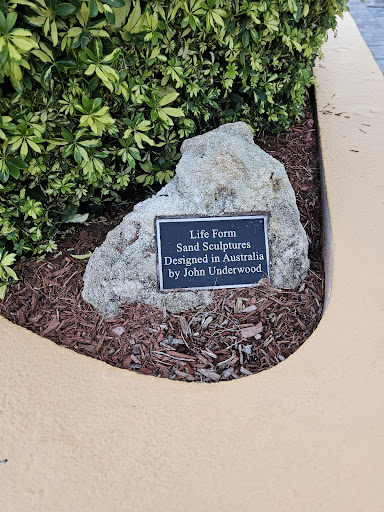 Life Form
Sand Sculptures
Designed in Australia
by John Underwood